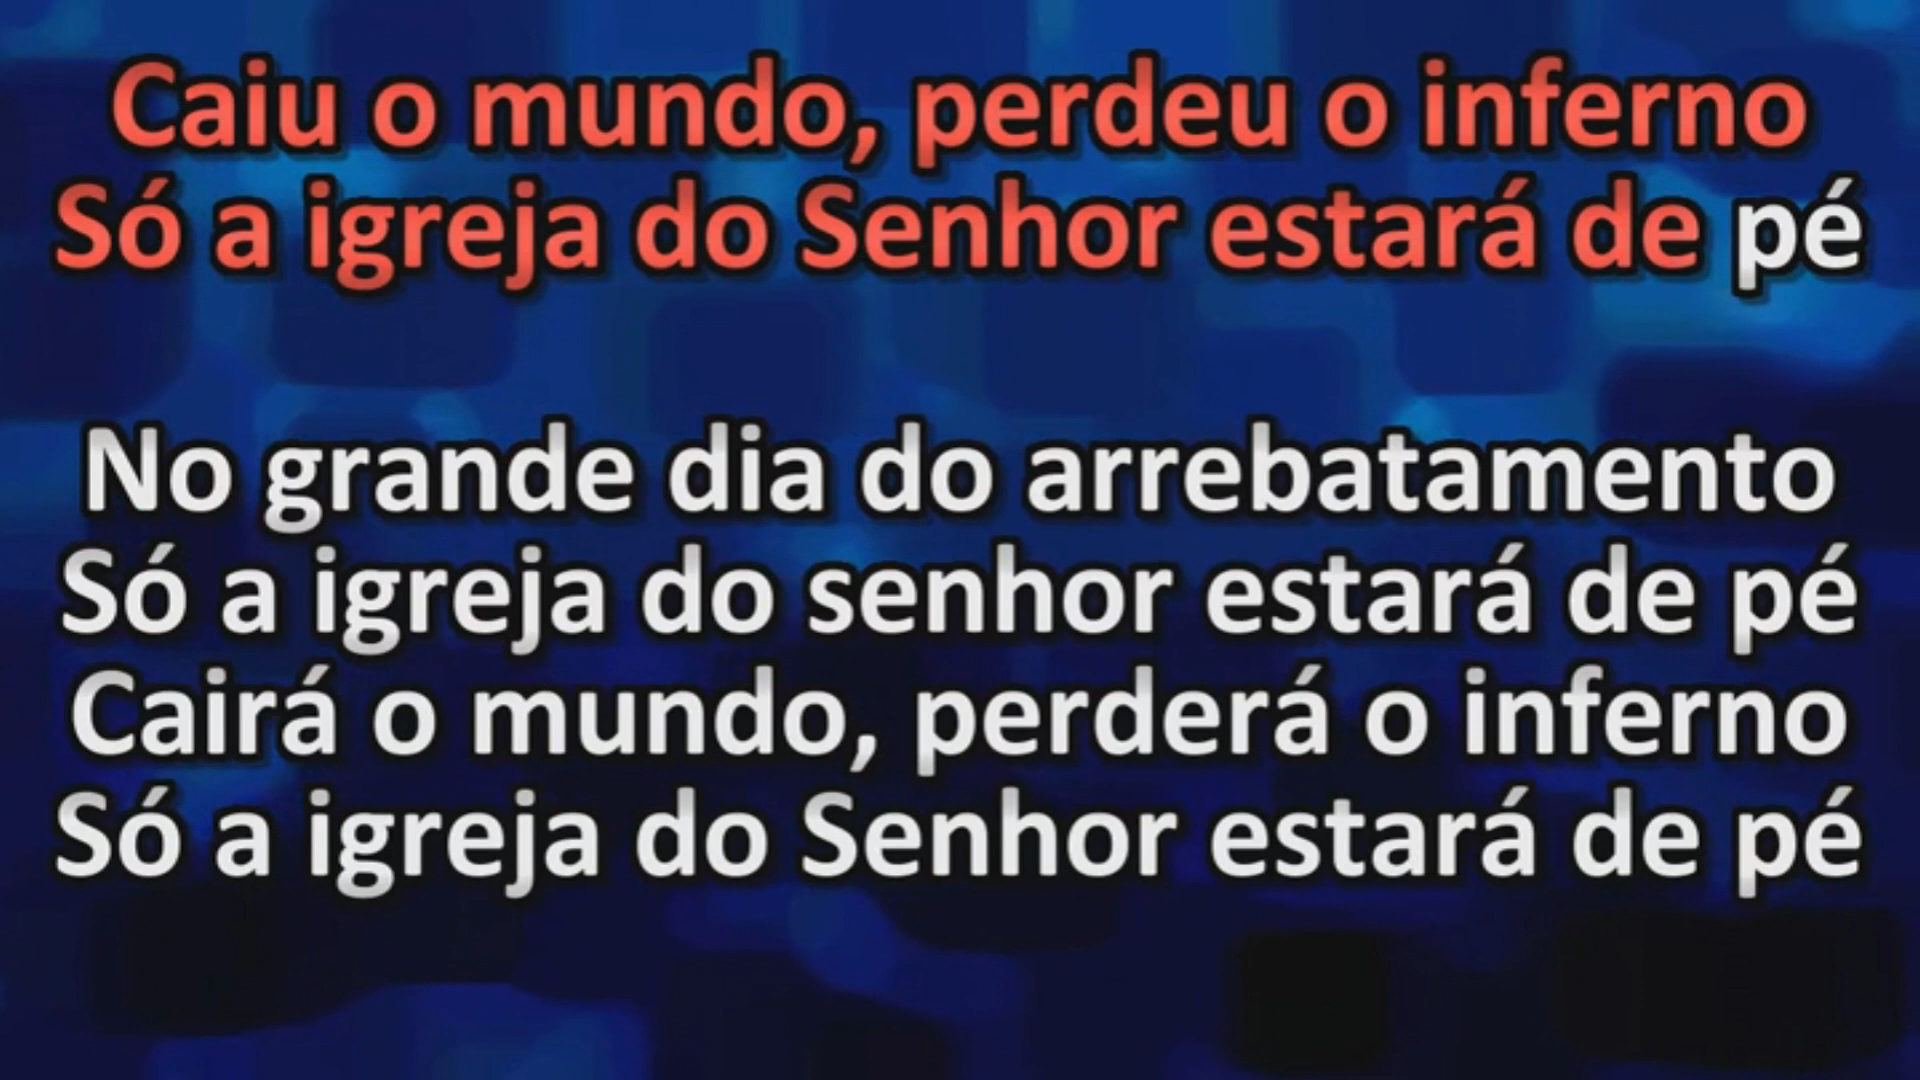 Caiu o mundo, perdeu o inferno
Só a igreja do Senhor estará de pé
No grande dia do arrebatamento
Só a igreja do senhor estará de pé
Cairá o mundo, perderá o inferno
Só a igreja do Senhor estará de pé